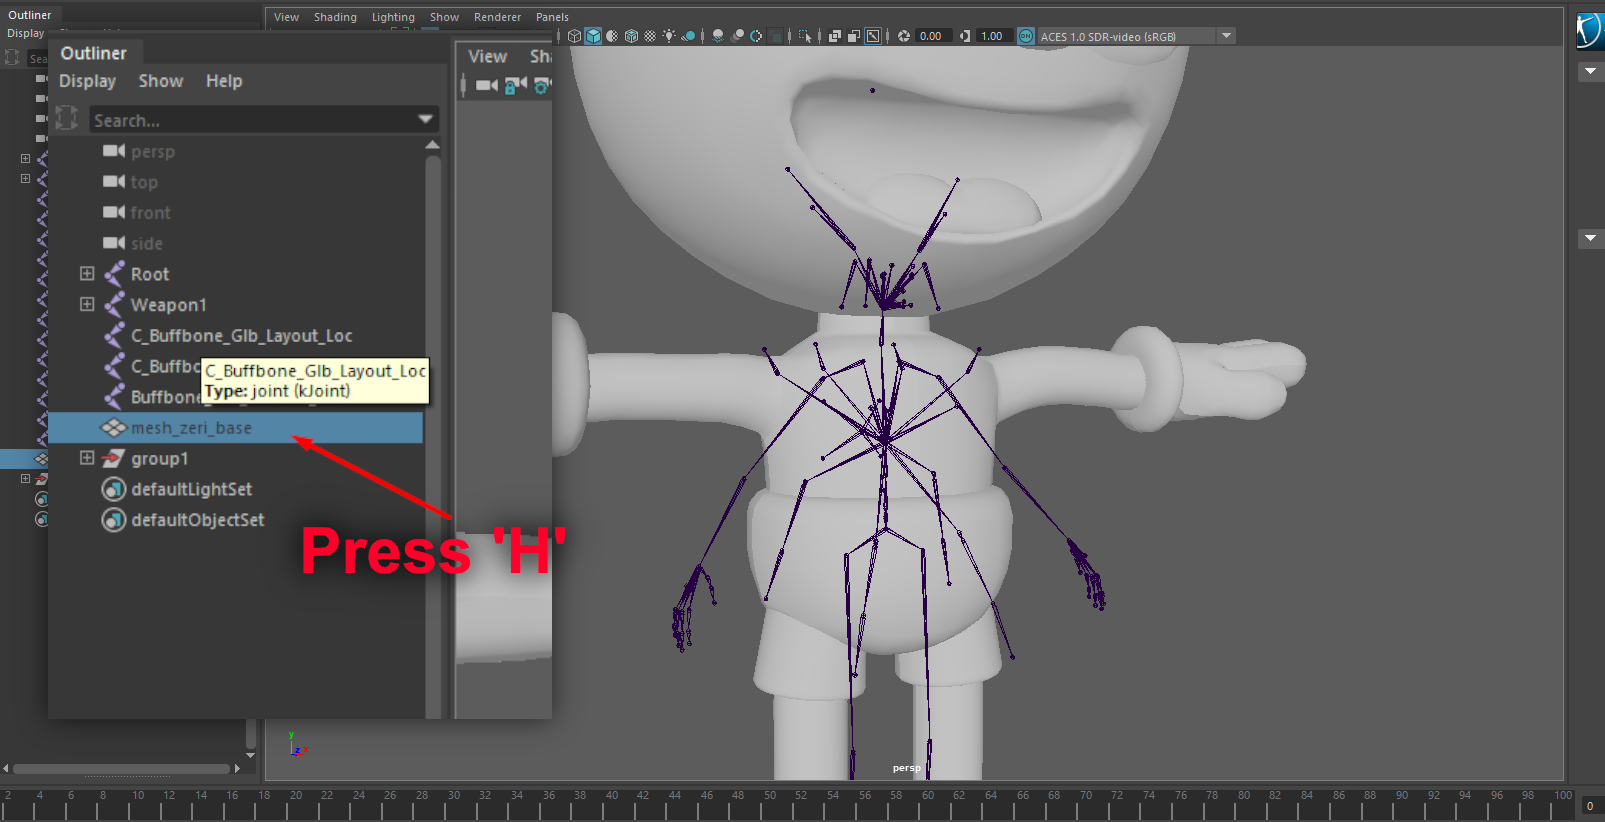 Outliner
Display
Sea
View Shading Lighting Show Renderer Panels
0.00 1.00 ON ACES 1.0 SDR-video (sRGB)
Outliner
Display Show Help
Search...
persp
top
front
side
Root
Weapon1
C_Buffbone_Glb_Layout_Loc
C_Buffbo
C_Buffbone_Glb_Layout_Loc
Type: joint (kJoint)
Buffbone
mesh_zeri_base
group1
defaultLightSet
defaultObjectSet
View Sh
Press 'H'
y
z x
persp
2 4 6 8 10 12 14 16 18 20 22 24 26 28 30 32 34 36 38 40 42 44 46 48 50 52 54 56 58 60 62 64 66 68 70 72 74 76 78 80 82 84 86 88 90 92 94 96 98 100
0